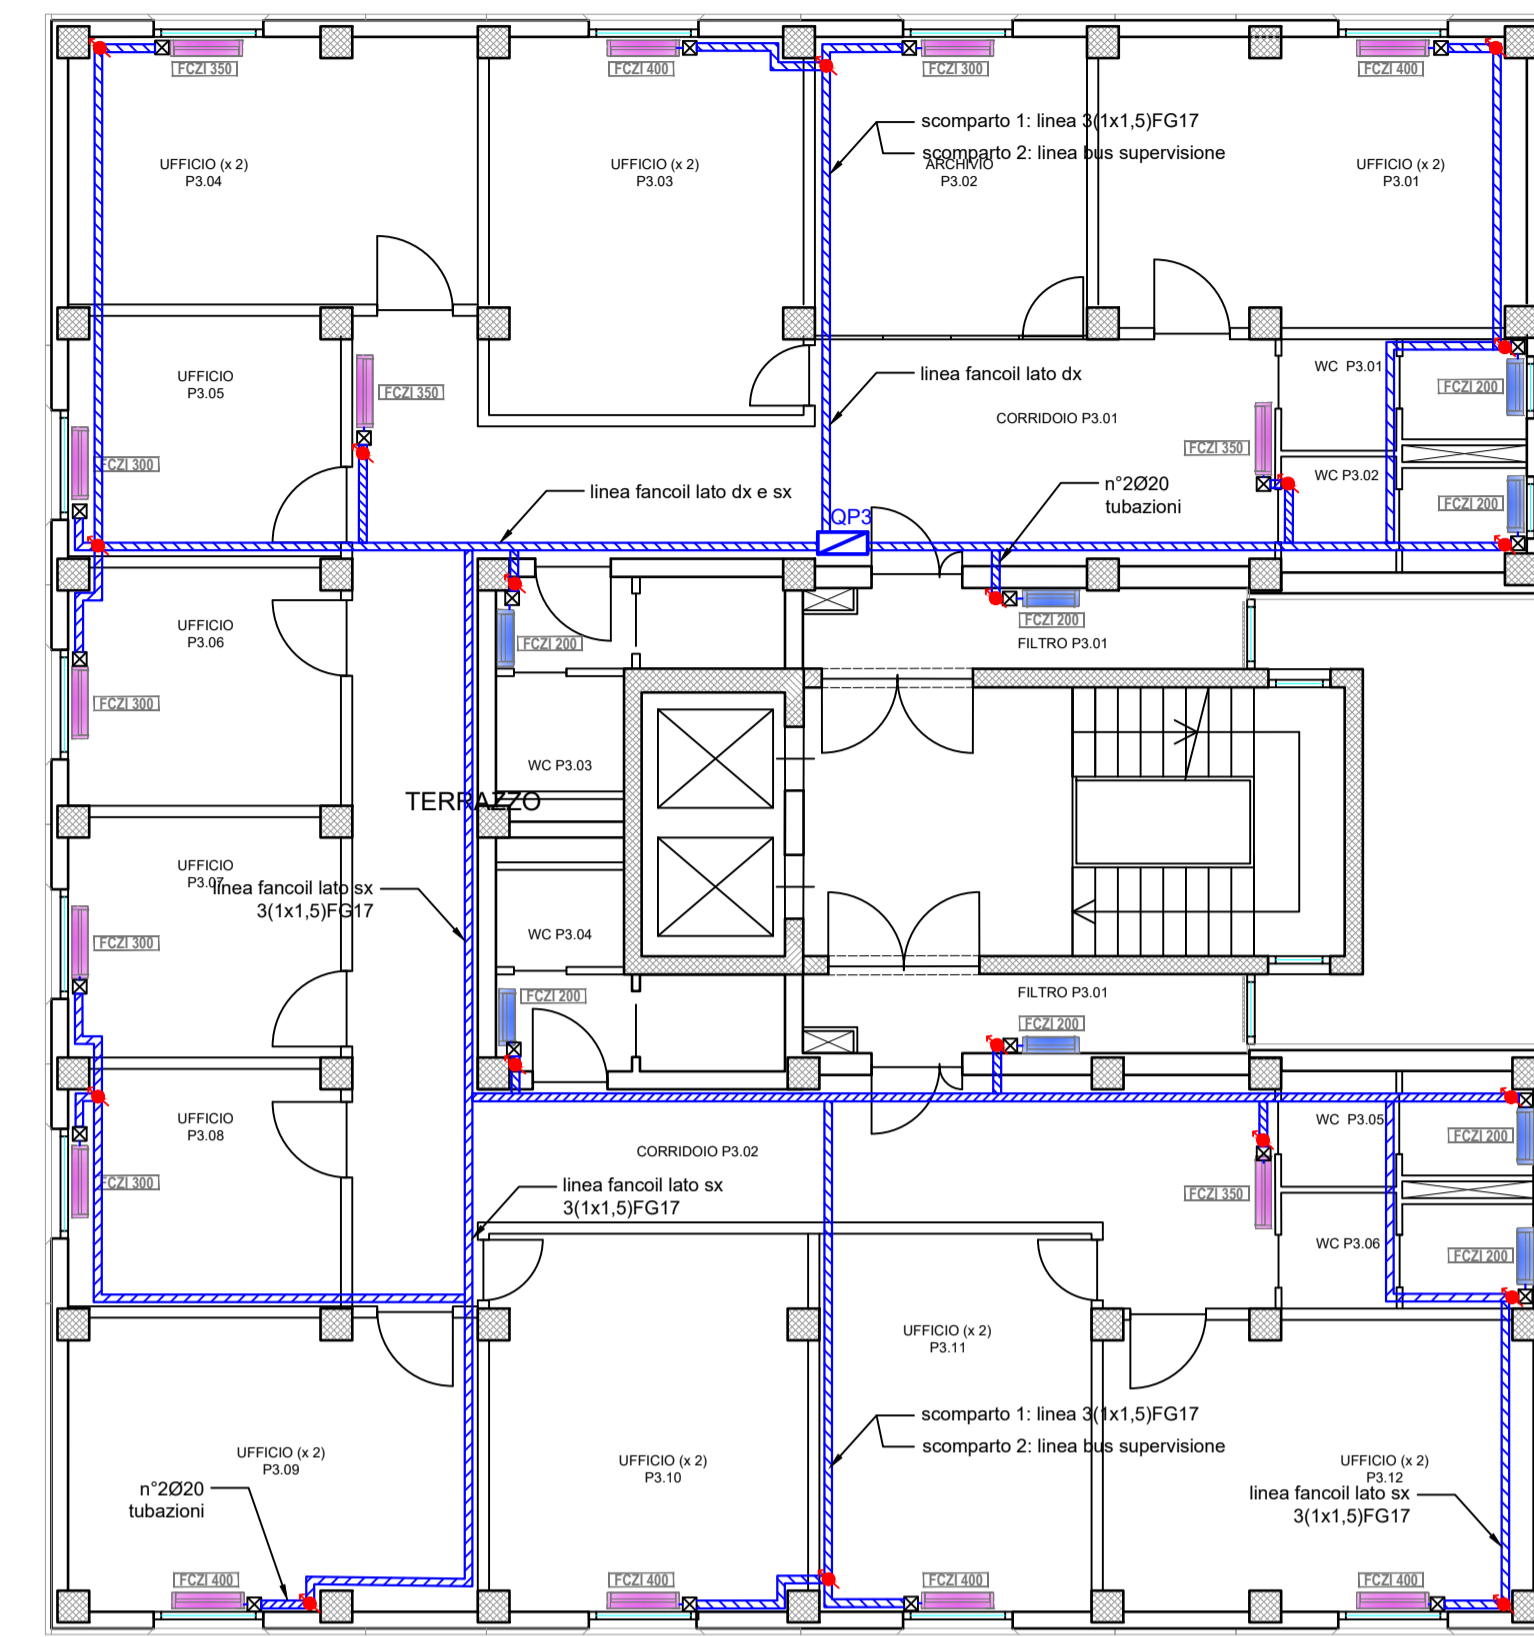 FCZI 350
FCZI 400
FCZI 300
FCZI 400
scomparto 1: linea 3(1x1,5)FG17
scomparto 2: linea bus supervisione
UFFICIO (x 2)
P3.04
UFFICIO (x 2)
P3.03
ARCHIVIO
P3.02
UFFICIO (x 2)
P3.01
UFFICIO
P3.05
FCZI 350
linea fancoil lato dx
CORRIDOIO P3.01
WC P3.01
FCZI 200
FCZI 300
FCZI 350
WC P3.02
FCZI 200
linea fancoil lato dx e sx
n°2Ø20
tubazioni
QP3
UFFICIO
P3.06
FCZI 200
FCZI 200
FILTRO P3.01
FCZI 300
WC P3.03
TERRAZZO
UFFICIO
P3.07
linea fancoil lato sx
3(1x1,5)FG17
FCZI 300
WC P3.04
FCZI 200
FILTRO P3.01
FCZI 200
UFFICIO
P3.08
WC P3.05
FCZI 200
CORRIDOIO P3.02
FCZI 300
linea fancoil lato sx
3(1x1,5)FG17
FCZI 350
WC P3.06
FCZI 200
UFFICIO (x 2)
P3.11
scomparto 1: linea 3(1x1,5)FG17
scomparto 2: linea bus supervisione
UFFICIO (x 2)
P3.09
UFFICIO (x 2)
P3.10
UFFICIO (x 2)
P3.12
n°2Ø20
tubazioni
linea fancoil lato sx
3(1x1,5)FG17
FCZI 400
FCZI 400
FCZI 400
FCZI 400